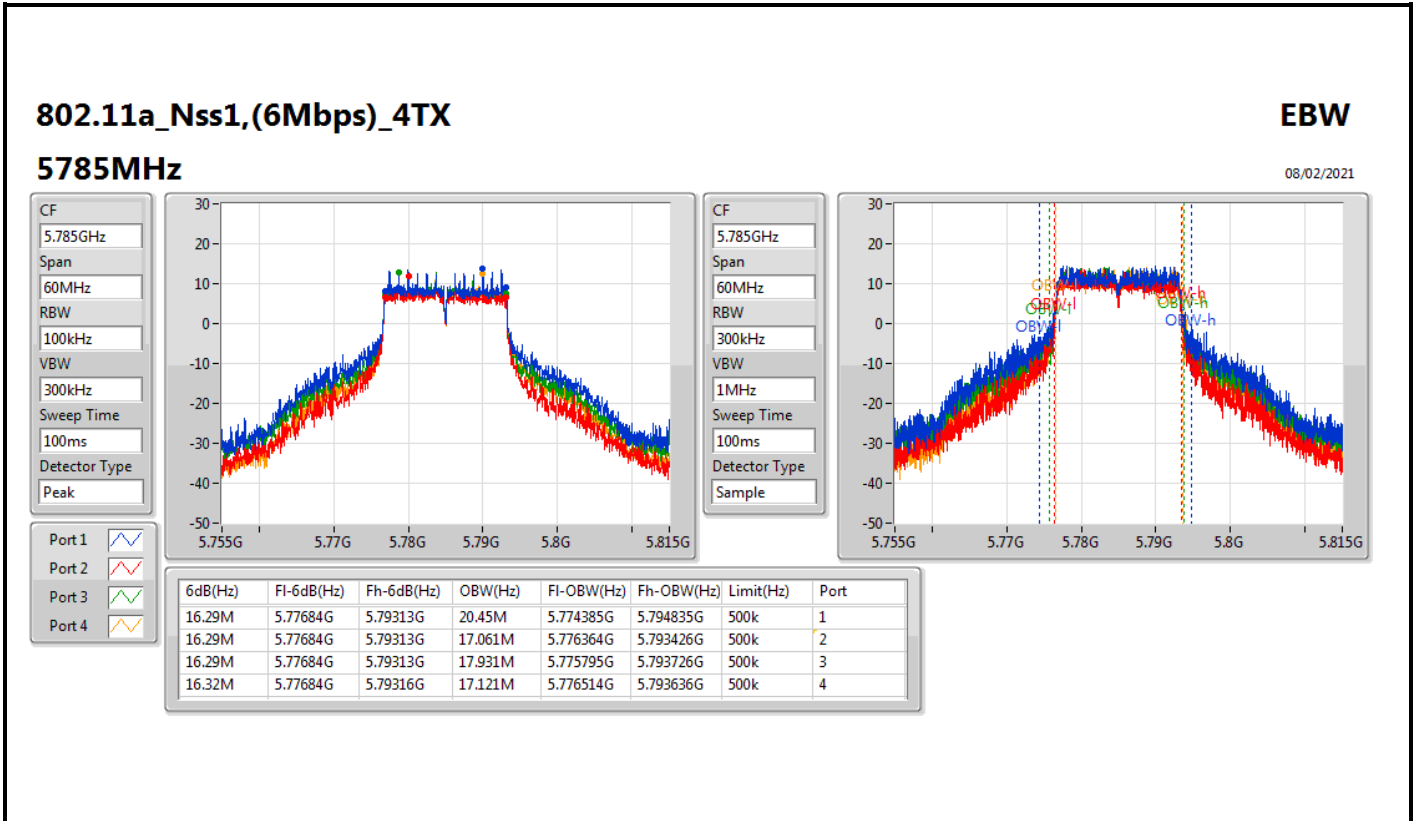 802.11a_Nss1,(6Mbps)_4TX
EBW
5785MHz
08/02/2021
CF
5.785GHz
Span
60MHz
RBW
100kHz
VBW
300kHz
Sweep Time
100ms
Detector Type
Peak
30
20
10
0
-10
-20
-30
-40
-50
5.755G 5.77G 5.78G 5.79G 5.8G 5.815G
CF
5.785GHz
Span
60MHz
RBW
300kHz
VBW
1MHz
Sweep Time
100ms
Detector Type
Sample
30
20
10
0
-10
-20
-30
-40
-50
OBW-l
OBW-h
OBW-h
OBW-l
OBW-h
5.755G 5.77G 5.78G 5.79G 5.8G 5.815G
Port 1
Port 2
Port 3
Port 4
6dB(Hz) Fl-6dB(Hz) Fh-6dB(Hz) OBW(Hz) Fl-OBW(Hz) Fh-OBW(Hz) Limit(Hz) Port
16.29M 5.77684G 5.79313G 20.45M 5.774385G 5.794835G 500k 1
16.29M 5.77684G 5.79313G 17.061M 5.776364G 5.793426G 500k 2
16.29M 5.77684G 5.79313G 17.931M 5.775795G 5.793726G 500k 3
16.32M 5.77684G 5.79316G 17.121M 5.776514G 5.793636G 500k 4